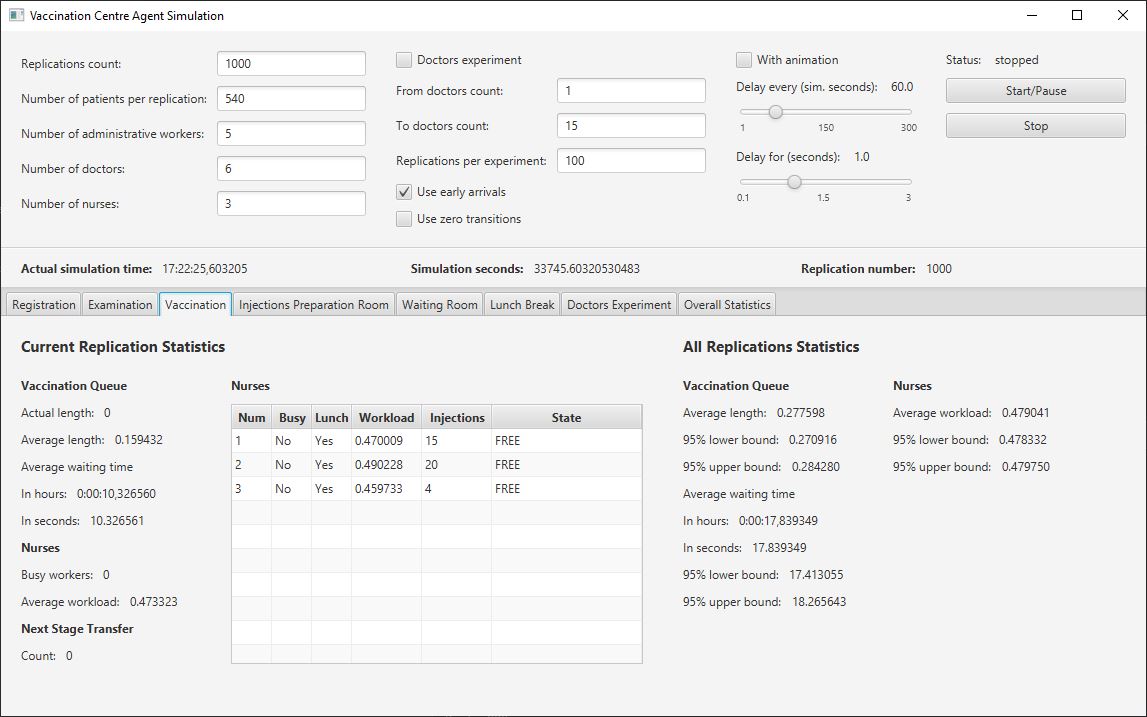 Vaccination Centre Agent Simulation
Replications count: 1000
Number of patients per replication: 540
Number of administrative workers: 5
Number of doctors: 6
Number of nurses: 3
Doctors experiment
From doctors count: 1
To doctors count: 15
Replications per experiment: 100
Use early arrivals
Use zero transitions
With animation
Delay every (sim. seconds): 60.0
1 150 300
Delay for (seconds): 1.0
0.1 1.5 3
Status: stopped
Start/Pause
Stop
Actual simulation time: 17:22:25,603205 Simulation seconds: 33745.60320530483 Replication number: 1000
Registration Examination Vaccination Injections Preparation Room Waiting Room Lunch Break Doctors Experiment Overall Statistics
Current Replication Statistics
Vaccination Queue
Actual length: 0
Average length: 0.159432
Average waiting time
In hours: 0:00:10,326560
In seconds: 10.326561
Nurses
Busy workers: 0
Average workload: 0.473323
Next Stage Transfer
Count: 0
Nurses
Num Busy Lunch Workload Injections State
1 No Yes 0.470009 15 FREE
2 No Yes 0.490228 20 FREE
3 No Yes 0.459733 4 FREE
All Replications Statistics
Vaccination Queue
Average length: 0.277598
95% lower bound: 0.270916
95% upper bound: 0.284280
Average waiting time
In hours: 0:00:17,839349
In seconds: 17.839349
95% lower bound: 17.413055
95% upper bound: 18.265643
Nurses
Average workload: 0.479041
95% lower bound: 0.478332
95% upper bound: 0.479750